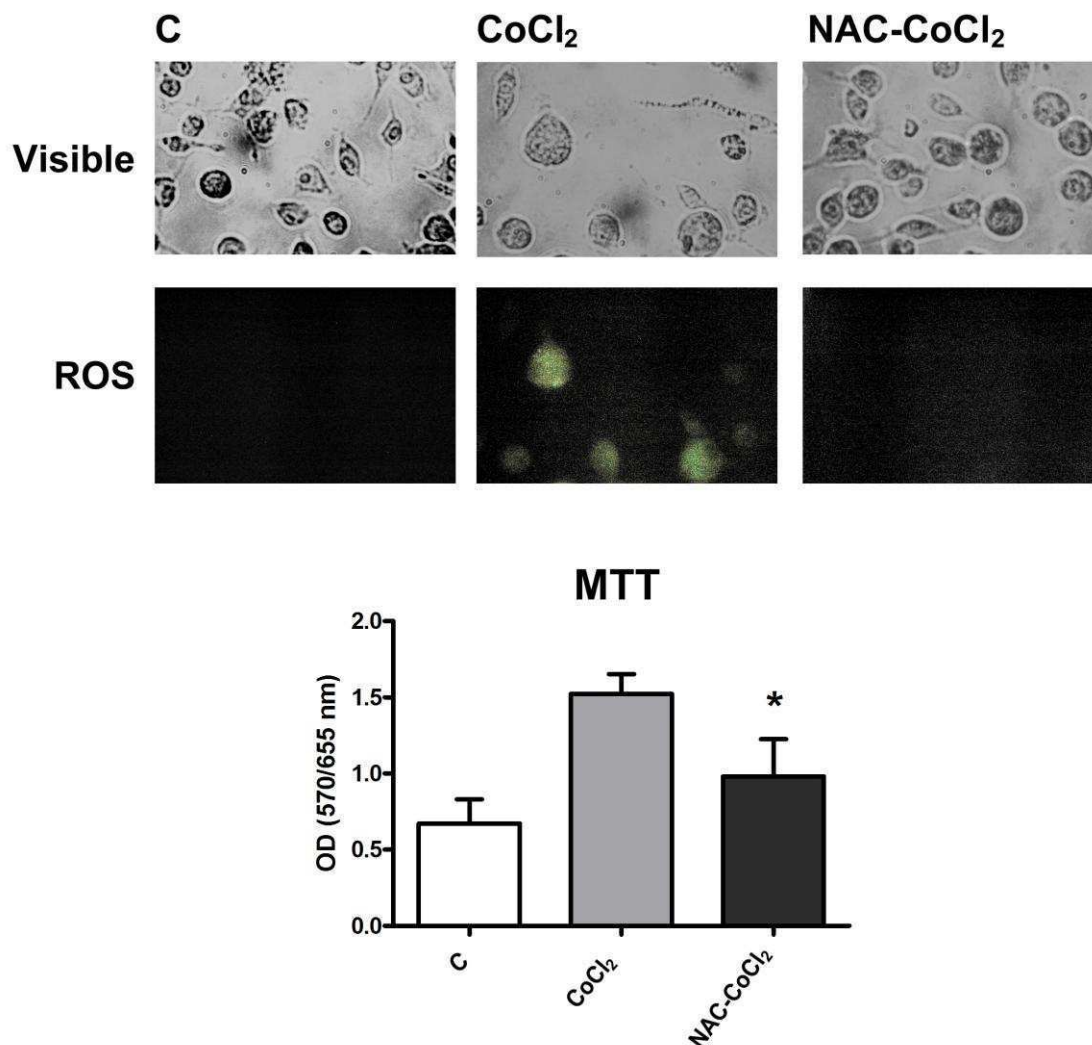 C CoCl₂ NAC-CoCl₂
Visible
ROS
MTT
2.0
1.5
*
1.0
0.5
0.0
OD (570/655 nm)
C CoCl₂ NAC-CoCl₂